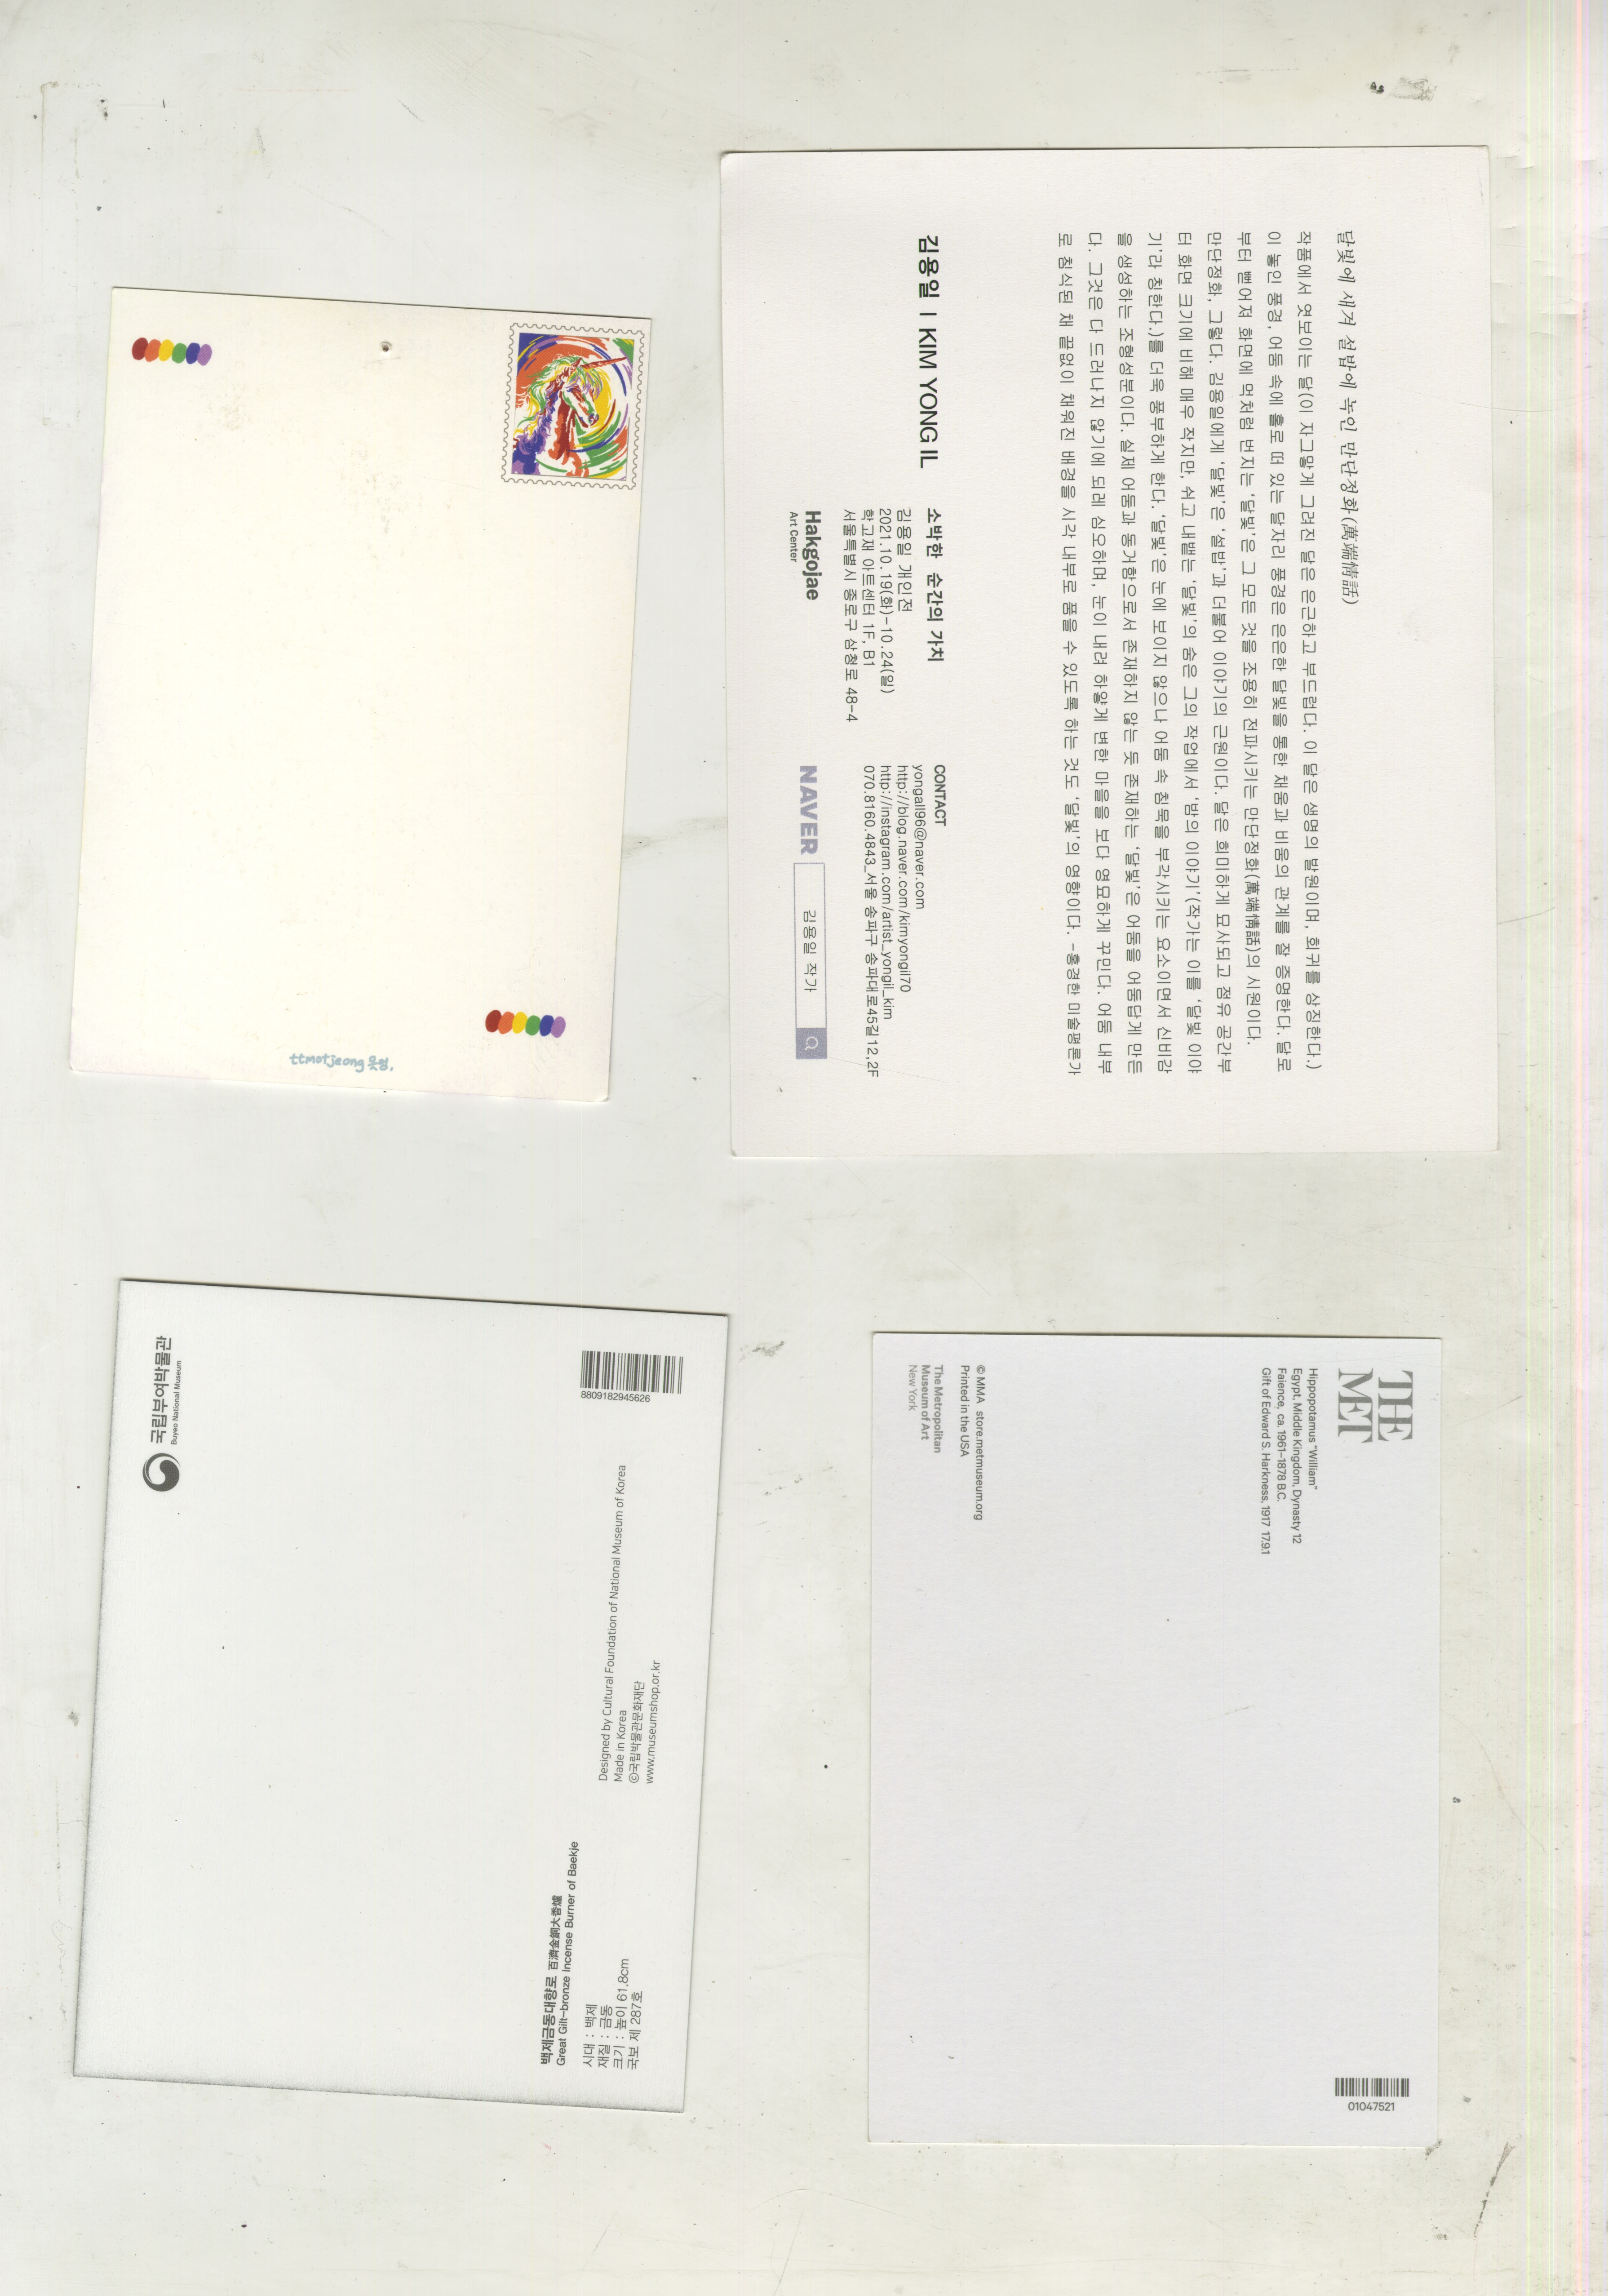 달빛에 새겨 설밥에 녹인 만단정화(萬端情話)
작품에서 엿보이는 달(이 자그맣게 그려진 달은 은근하고 부드럽다. 이 달은 생명의 발원이며, 회귀를 상징한다.)
이 놓인 풍경, 어둠 속에 홀로 떠 있는 달자리 풍경은 은은한 달빛을 통한 채움과 비움의 관계를 잘 증명한다. 달로
부터 뻗어져 화면에 먹처럼 번지는 ‘달빛’은 그 모든 것을 조용히 전파시키는 만단정화(萬端情話)의 시원이다.
만단정화, 그렇다. 김용일에게 ‘달빛’은 ‘설밥’과 더불어 이야기의 근원이다. 달은 희미하게 묘사되고 점유 공간부
터 화면 크기에 비해 매우 작지만, 쉬고 내뱉는 ‘달빛’의 숨은 그의 작업에서 ‘밤의 이야기’(작가는 이를 ‘달빛 이야
기’라 칭한다.)를 더욱 풍부하게 한다. ‘달빛’은 눈에 보이지 않으나 어둠 속 침묵을 부각시키는 요소이면서 신비감
을 생성하는 조형성분이다. 실제 어둠과 동거함으로서 존재하지 않는 듯 존재하는 ‘달빛’은 어둠을 어둠답게 만든
다. 그것은 다 드러나지 않기에 되레 심오하며, 눈이 내려 하얗게 변한 마을을 보다 영묘하게 꾸민다. 어둠 내부
로 침식된 채 끝없이 채워진 배경을 시각 내부로 품을 수 있도록 하는 것도 ‘달빛’의 영향이다. -홍경한 미술평론가
김용일 | KIM YONG IL
소박한 순간의 가치
김용일 개인전
2021.10.19(화)-10.24(일)
학고재 아트센터 1F, B1
서울특별시 종로구 삼청로 48-4
Hakgojae
Art Center
CONTACT
yongall96@naver.com
http://blog.naver.com/kimyongil70
http://instagram.com/artist_yongil_kim
070.8160.4843_서울 송파구 송파대로45길12,2F
NAVER 김용일 작가
ttmotjeong 못정.
THE
MET
Hippopotamus "William"
Egypt, Middle Kingdom, Dynasty 12
Faience, ca. 1961–1878 B.C.
Gift of Edward S. Harkness, 1917 17.9.1
© MMA store.metmuseum.org
Printed in the USA
The Metropolitan
Museum of Art
New York
01047521
국립부여박물관
Buyeo National Museum
8809182945626
Designed by Cultural Foundation of National Museum of Korea
Made in Korea
©국립박물관문화재단
www.museumshop.or.kr
백제금동대향로 百濟金銅大香爐
Great Gilt-bronze Incense Burner of Baekje
시대 : 백제
재질 : 금동
크기 : 높이 61.8cm
국보 제 287호